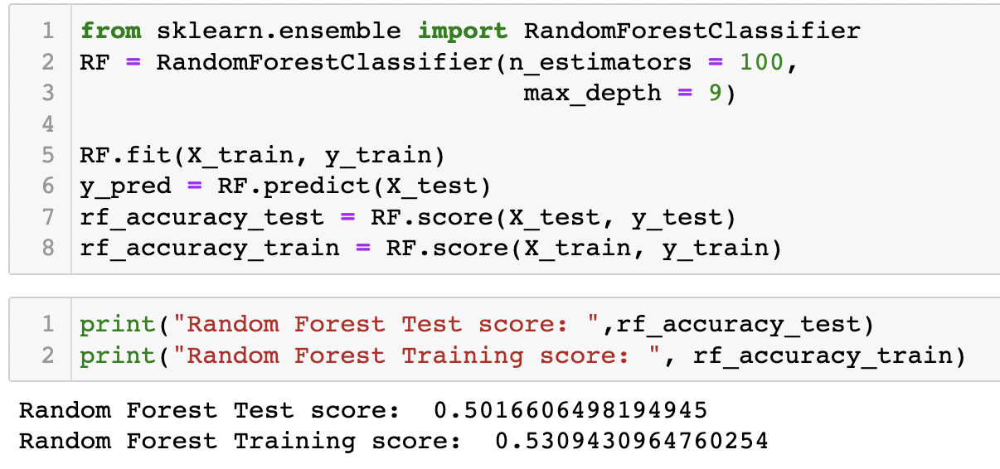 1 from sklearn.ensemble import RandomForestClassifier
2 RF = RandomForestClassifier(n_estimators = 100,
3                             max_depth = 9)
4
5 RF.fit(X_train, y_train)
6 y_pred = RF.predict(X_test)
7 rf_accuracy_test = RF.score(X_test, y_test)
8 rf_accuracy_train = RF.score(X_train, y_train)
1 print("Random Forest Test score: ",rf_accuracy_test)
2 print("Random Forest Training score: ", rf_accuracy_train)
Random Forest Test score:  0.5016606498194945
Random Forest Training score:  0.5309430964760254